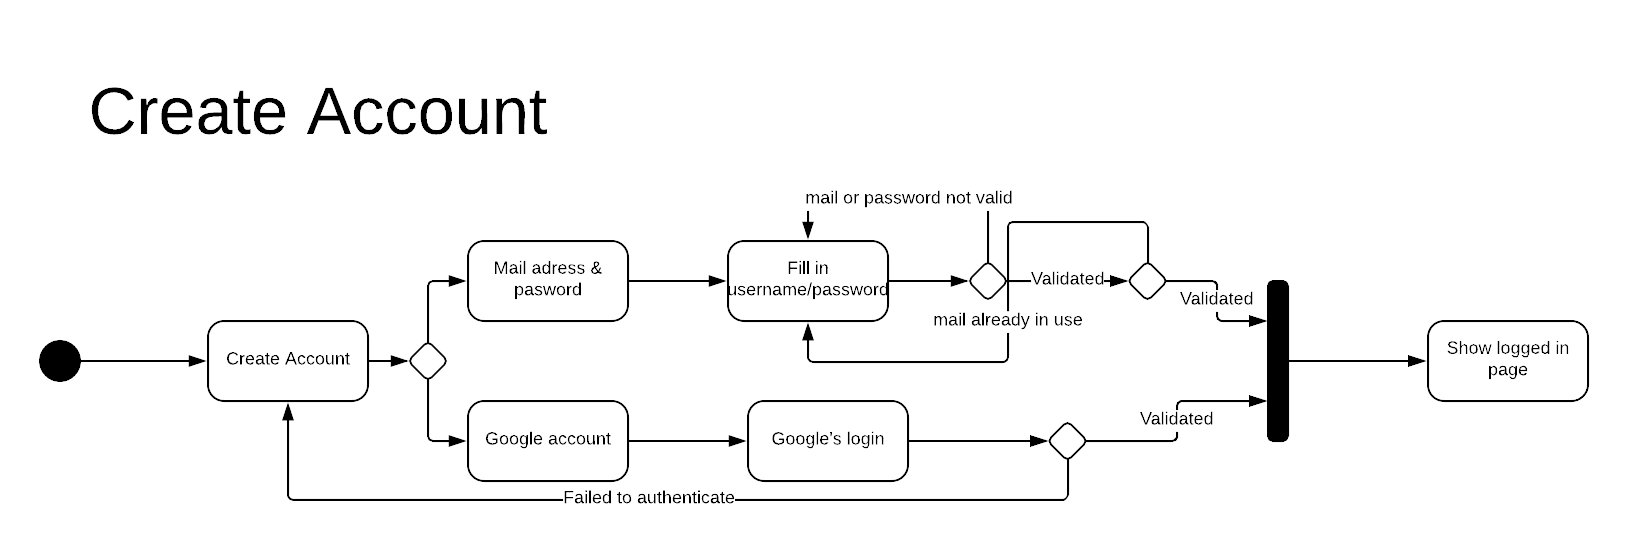 Create Account
mail or password not valid
Mail adress &
pasword
Fill in
username/password
Validated
Validated
mail already in use
Create Account
Show logged in
page
Google account
Google's login
Validated
Failed to authenticate